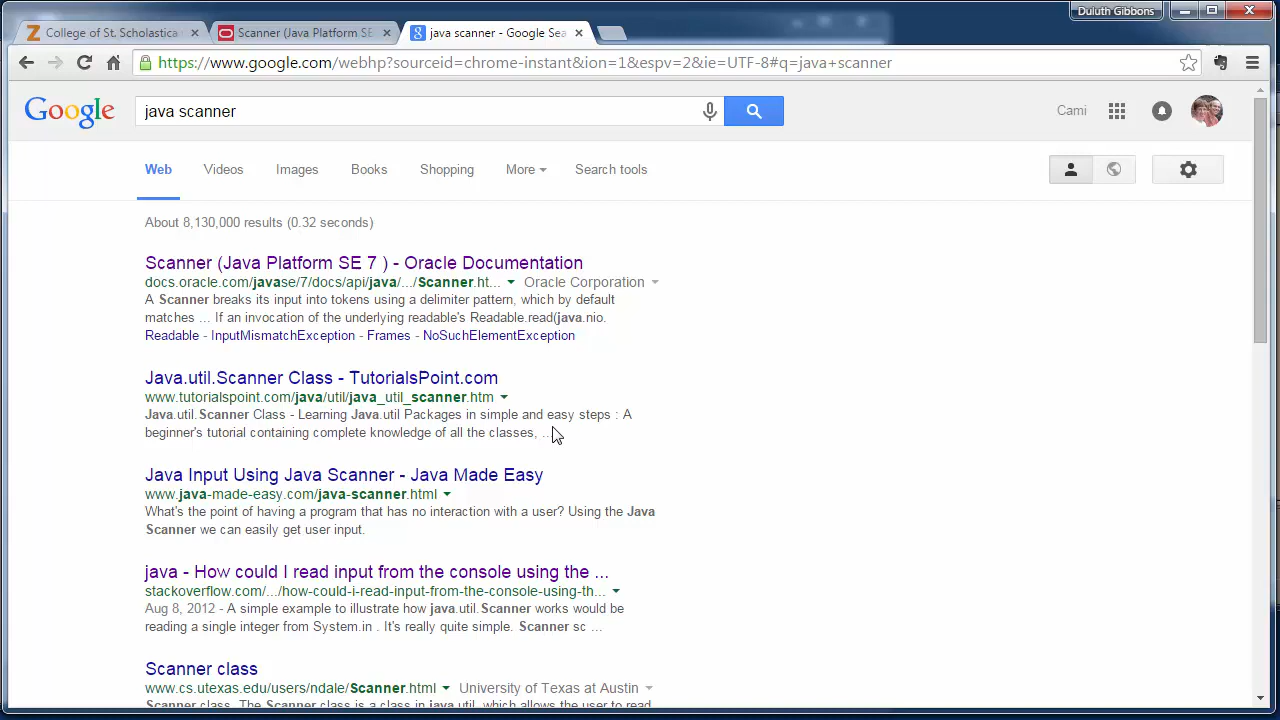 Duluth Gibbons
College of St. Scholastica
Scanner (Java Platform SE
java scanner - Google Sea
https://www.google.com/webhp?sourceid=chrome-instant&ion=1&espv=2&ie=UTF-8#q=java+scanner
Google
java scanner
Cami
Web Videos Images Books Shopping More Search tools
About 8,130,000 results (0.32 seconds)
Scanner (Java Platform SE 7 ) - Oracle Documentation
docs.oracle.com/javase/7/docs/api/java/.../Scanner.ht... Oracle Corporation
A Scanner breaks its input into tokens using a delimiter pattern, which by default
matches ... If an invocation of the underlying readable's Readable.read(java.nio.
Readable - InputMismatchException - Frames - NoSuchElementException
Java.util.Scanner Class - TutorialsPoint.com
www.tutorialspoint.com/java/util/java_util_scanner.htm
Java.util.Scanner Class - Learning Java.util Packages in simple and easy steps : A
beginner's tutorial containing complete knowledge of all the classes, ...
Java Input Using Java Scanner - Java Made Easy
www.java-made-easy.com/java-scanner.html
What's the point of having a program that has no interaction with a user? Using the Java
Scanner we can easily get user input.
java - How could I read input from the console using the ...
stackoverflow.com/.../how-could-i-read-input-from-the-console-using-th...
Aug 8, 2012 - A simple example to illustrate how java.util.Scanner works would be
reading a single integer from System.in . It's really quite simple. Scanner sc ...
Scanner class
www.cs.utexas.edu/users/ndale/Scanner.html University of Texas at Austin
Scanner class. The Scanner class is a class in java.util, which allows the user to read